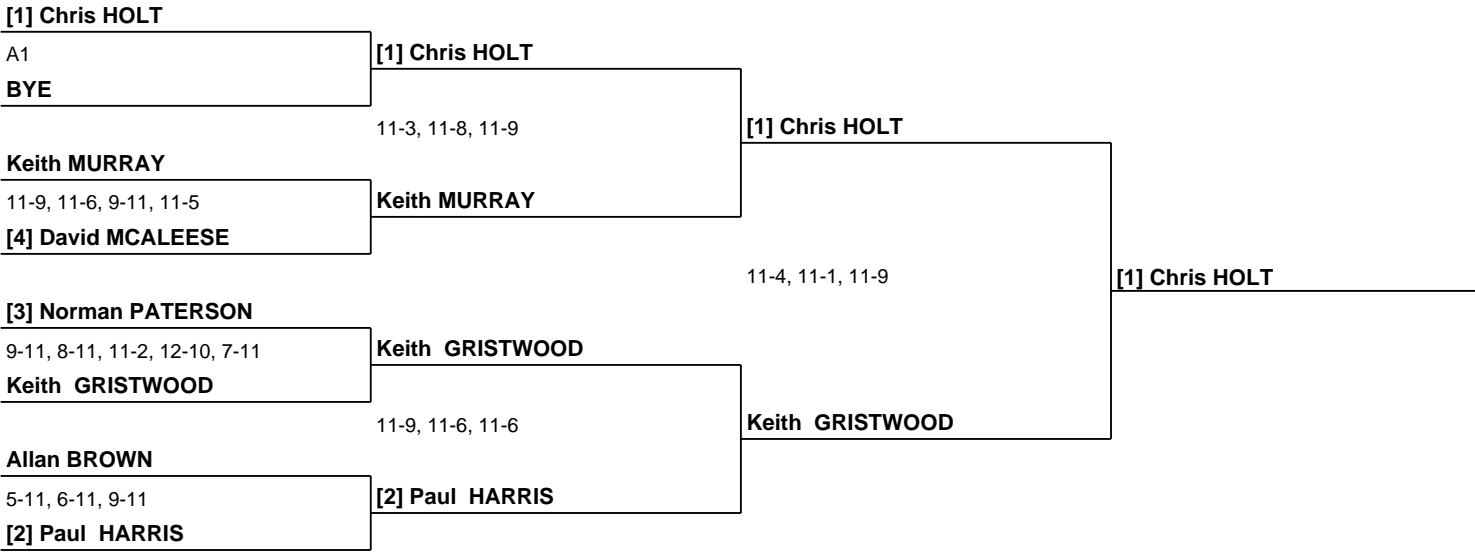 [1] Chris HOLT
A1
[1] Chris HOLT
BYE
11-3, 11-8, 11-9
[1] Chris HOLT
Keith MURRAY
11-9, 11-6, 9-11, 11-5
Keith MURRAY
[4] David MCALEESE
11-4, 11-1, 11-9
[1] Chris HOLT
[3] Norman PATERSON
9-11, 8-11, 11-2, 12-10, 7-11
Keith GRISTWOOD
Keith GRISTWOOD
11-9, 11-6, 11-6
Keith GRISTWOOD
Allan BROWN
5-11, 6-11, 9-11
[2] Paul HARRIS
[2] Paul HARRIS